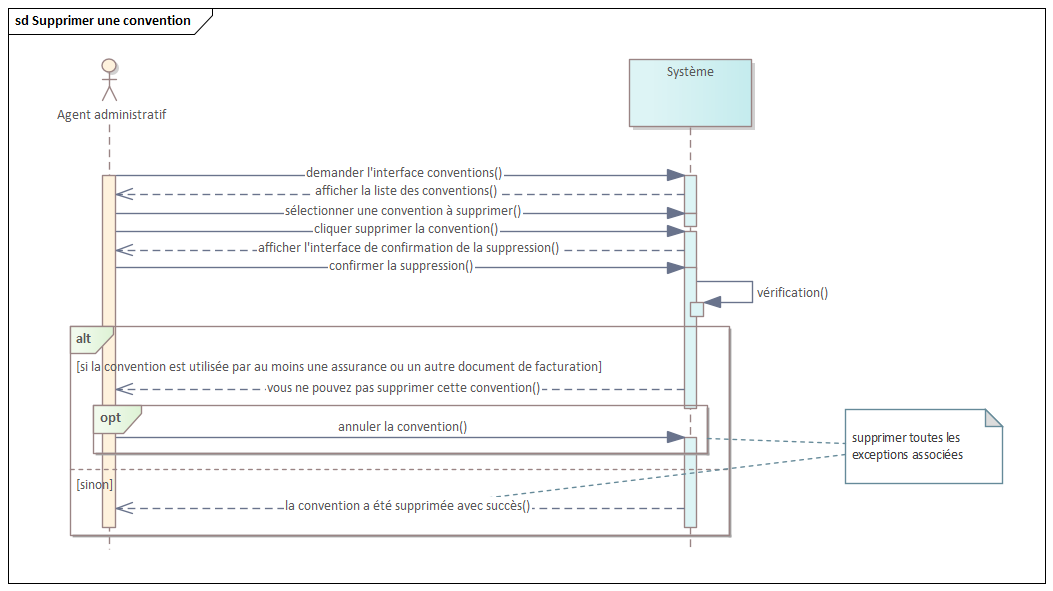 sd Supprimer une convention
Système
Agent administratif
demander l'interface conventions()
afficher la liste des conventions()
sélectionner une convention à supprimer()
cliquer supprimer la convention()
afficher l'interface de confirmation de la suppression()
confirmer la suppression()
vérification()
alt
[si la convention est utilisée par au moins une assurance ou un autre document de facturation]
vous ne pouvez pas supprimer cette convention()
opt
annuler la convention()
supprimer toutes les
exceptions associées
[sinon]
la convention a été supprimée avec succès()